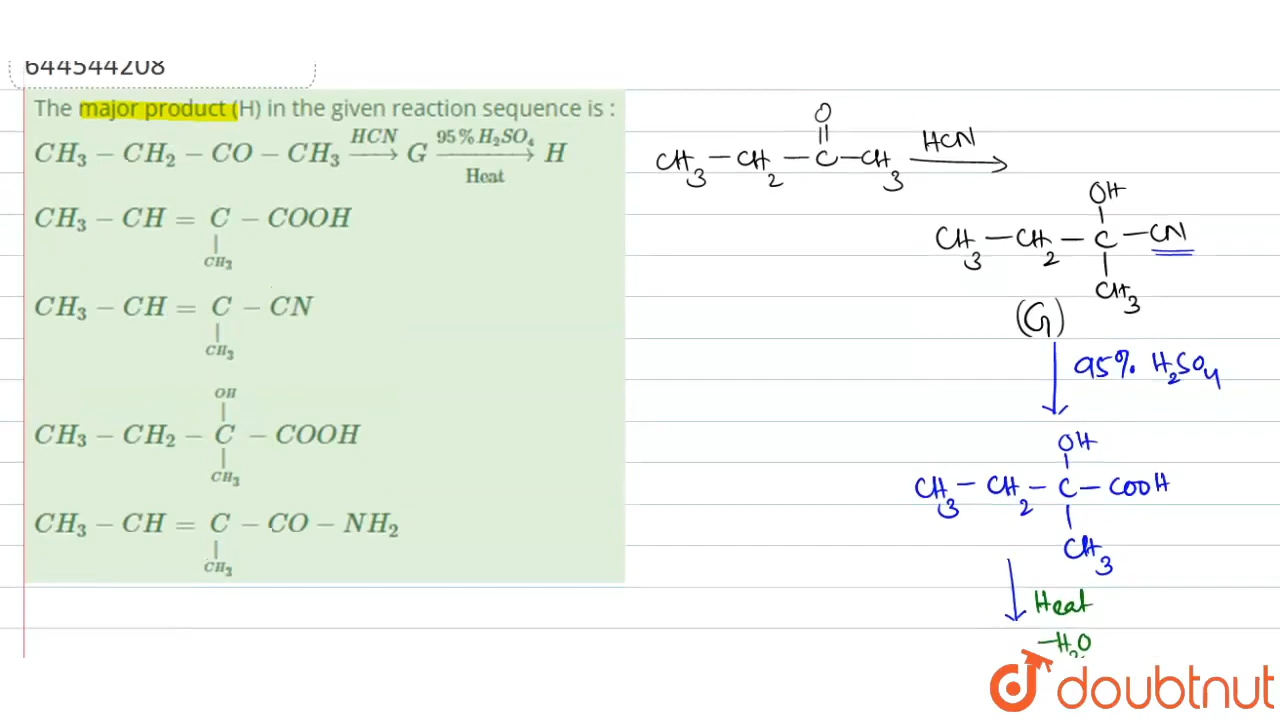 644544208
The major product (H) in the given reaction sequence is :
CH₃ − CH₂ − CO − CH₃ —HCN→ G —95% H₂SO₄ / Heat→ H
CH₃ − CH = C − COOH
|
CH₃
CH₃ − CH = C − CN
|
CH₃
OH
|
CH₃ − CH₂ − C − COOH
|
CH₃
CH₃ − CH = C − CO − NH₂
|
CH₃
O
||
CH₃ − CH₂ − C − CH₃ —HCN→
OH
|
CH₃ − CH₂ − C − CN
|
CH₃
(G)
↓ 95% H₂SO₄
OH
|
CH₃ − CH₂ − C − COOH
|
CH₃
↓ Heat
−H₂O
doubtnut